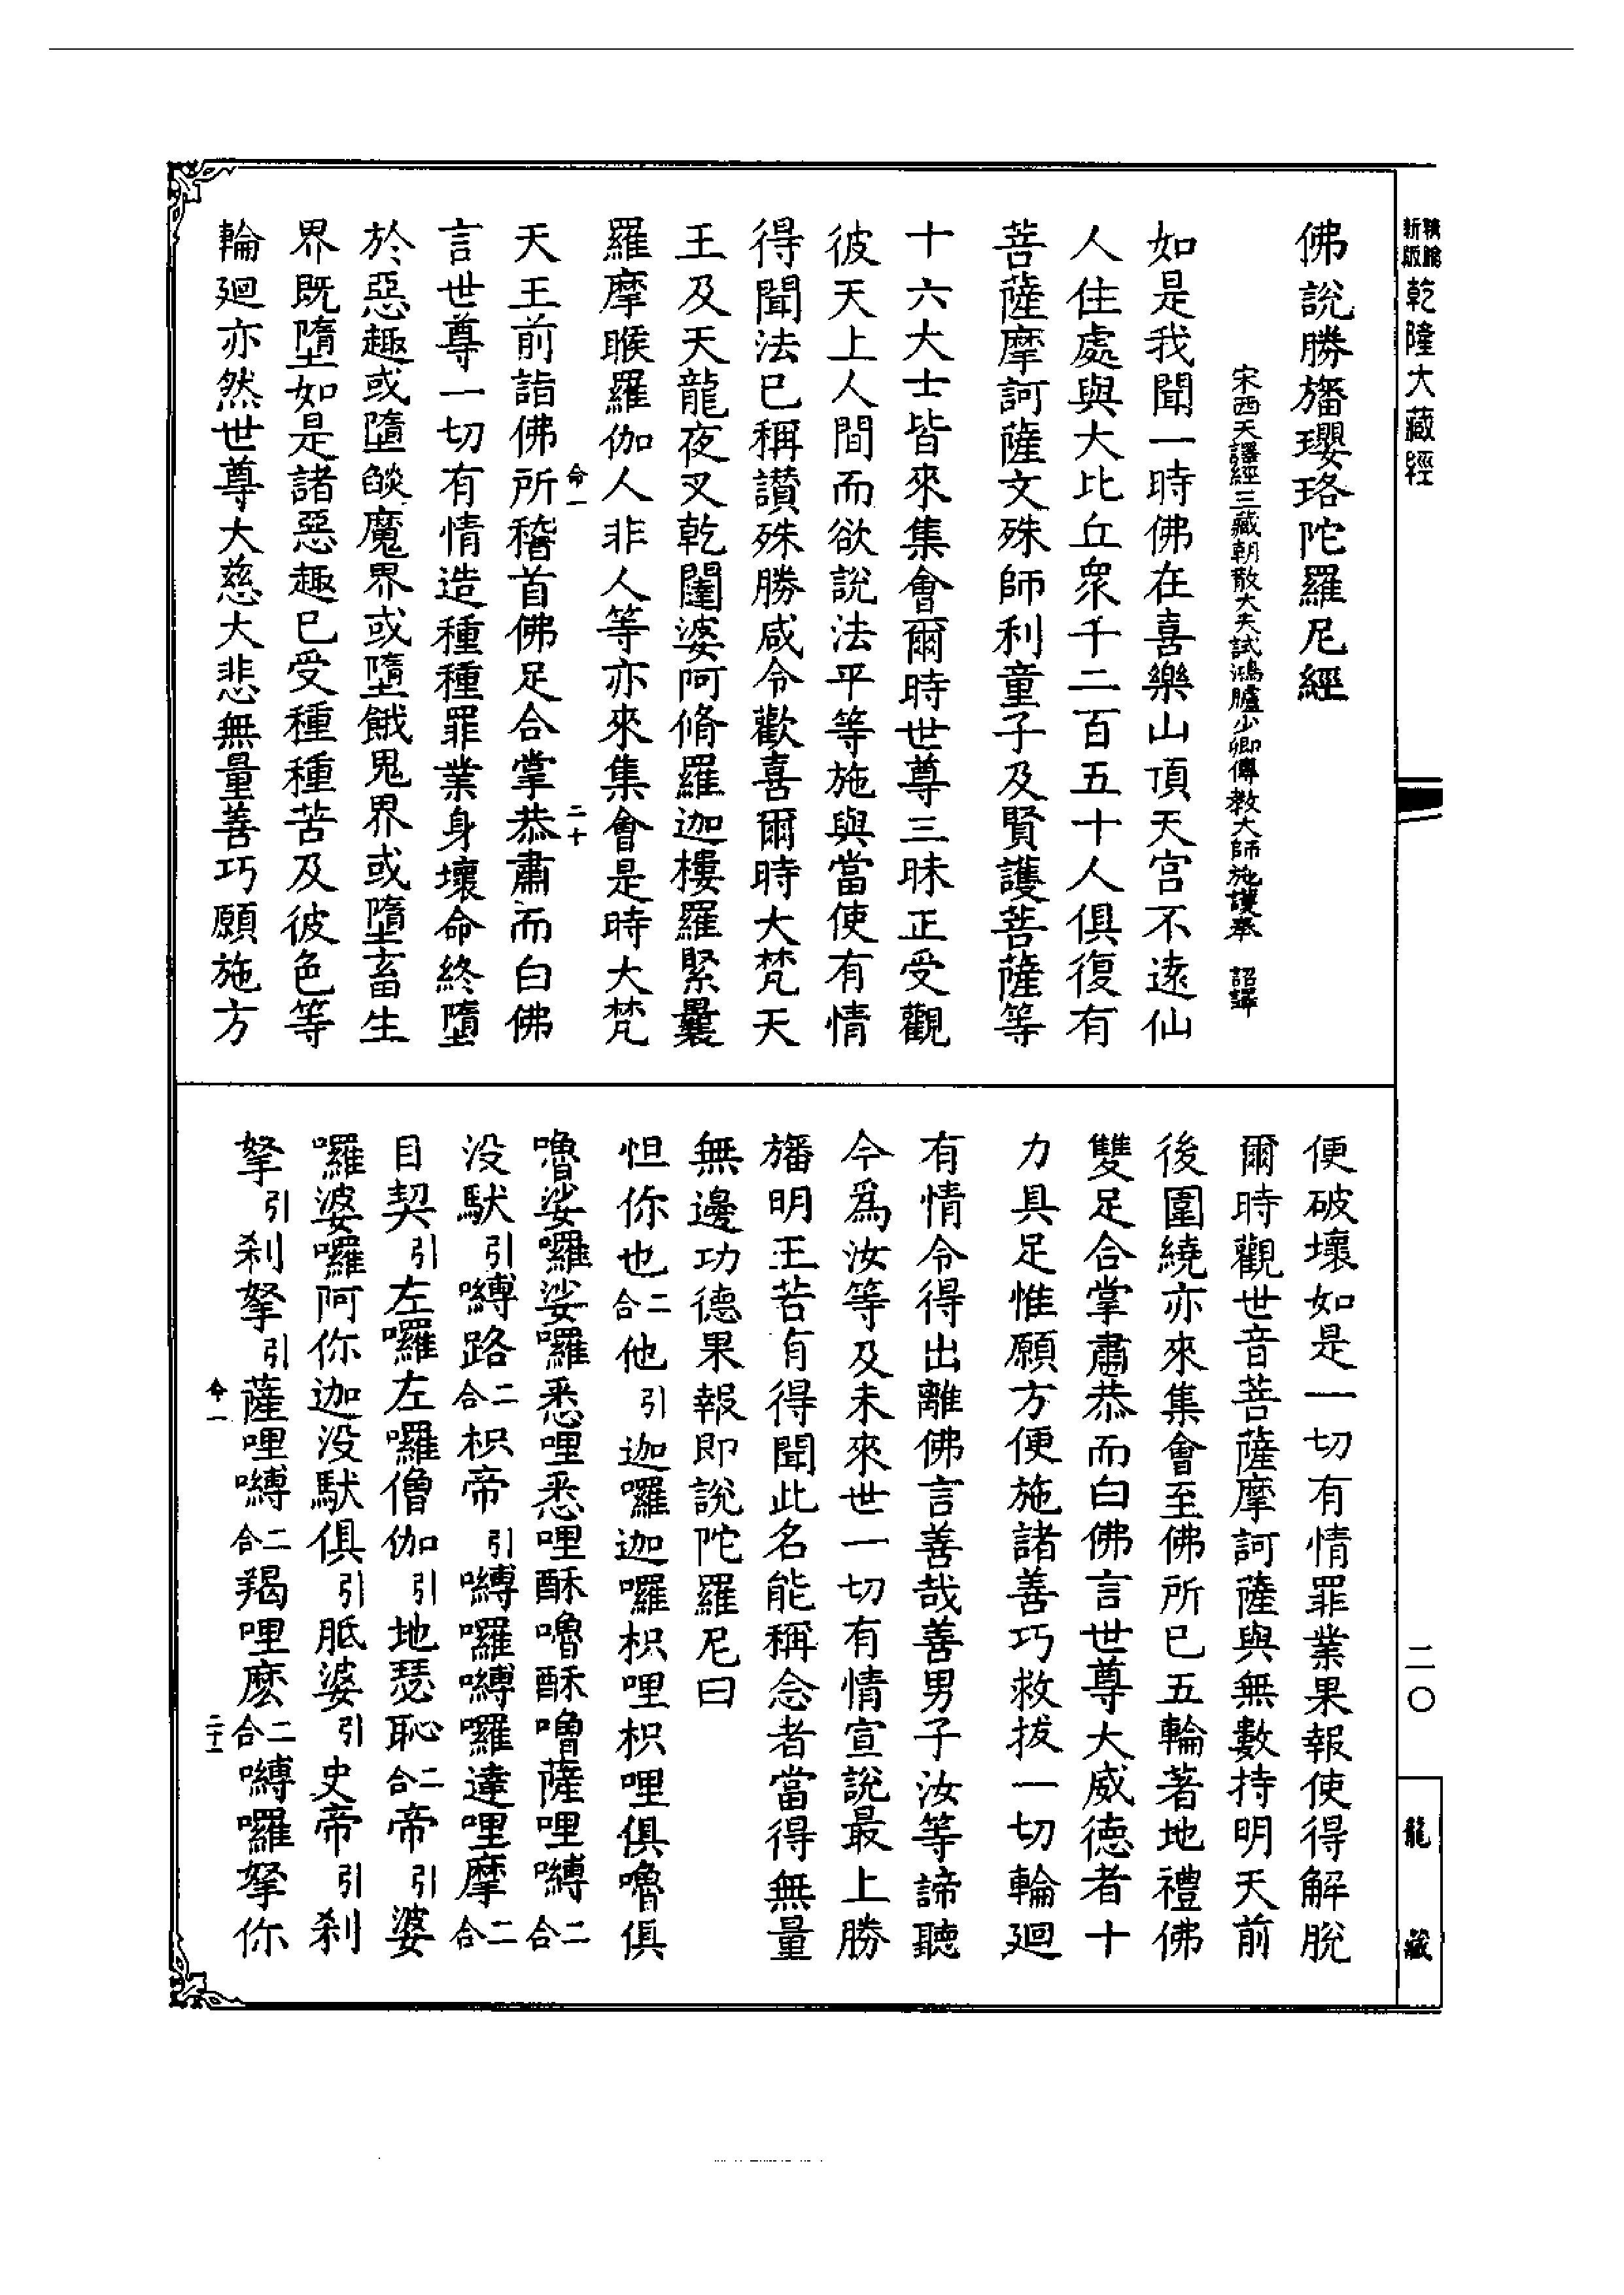 精縮新版乾隆大藏經
二〇
龍藏
佛說勝旛瓔珞陀羅尼經
宋西天譯經三藏朝散大夫試鴻臚少卿傳教大師施護奉 詔譯
如是我聞一時佛在喜樂山頂天宮不遠仙
人住處與大比丘眾千二百五十人俱復有
菩薩摩訶薩文殊師利童子及賢護菩薩等
十六大士皆來集會爾時世尊三昧正受觀
彼天上人間而欲說法平等施與當使有情
得聞法已稱讚殊勝咸令歡喜爾時大梵天
王及天龍夜叉乾闥婆阿脩羅迦樓羅緊曩
羅摩睺羅伽人非人等亦來集會是時大梵
命一 二十
天王前詣佛所稽首佛足合掌恭肅而白佛
言世尊一切有情造種種罪業身壞命終墮
於惡趣或墮燄魔界或墮餓鬼界或墮畜生
界既墮如是諸惡趣已受種種苦及彼色等
輪迴亦然世尊大慈大悲無量善巧願施方
便破壞如是一切有情罪業果報使得解脫
爾時觀世音菩薩摩訶薩與無數持明天前
後圍繞亦來集會至佛所已五輪著地禮佛
雙足合掌肅恭而白佛言世尊大威德者十
力具足惟願方便施諸善巧救拔一切輪迴
有情令得出離佛言善哉善男子汝等諦聽
今為汝等及未來世一切有情宣說最上勝
旛明王若有得聞此名能稱念者當得無量
無邊功德果報即說陀羅尼曰
怛你也二合他引迦囉迦囉枳哩枳哩俱嚕俱
嚕娑囉娑囉悉哩悉哩酥嚕酥嚕薩哩嚩二合
沒馱引嚩路二合枳帝引嚩囉嚩囉達哩摩二合
目契引左囉左囉僧伽引地瑟恥二合帝引婆
囉婆囉阿你迦沒馱俱引胝婆引史帝引剎
拏引剎拏引薩哩嚩二合羯哩麽二合嚩囉拏你
命一 二十一